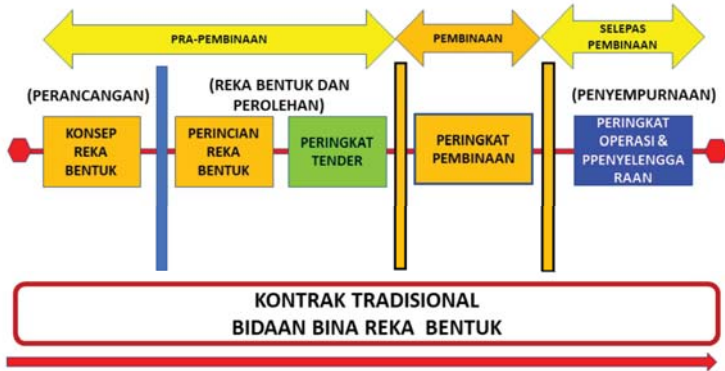 PRA-PEMBINAAN
PEMBINAAN
SELEPAS
PEMBINAAN
(PERANCANGAN)
(REKA BENTUK DAN
PEROLEHAN)
(PENYEMPURNAAN)
KONSEP
REKA
BENTUK
PERINCIAN
REKA
BENTUK
PERINGKAT
TENDER
PERINGKAT
PEMBINAAN
PERINGKAT
OPERASI &
PPENYELENGGA
RAAN
KONTRAK TRADISIONAL
BIDAAN BINA REKA BENTUK